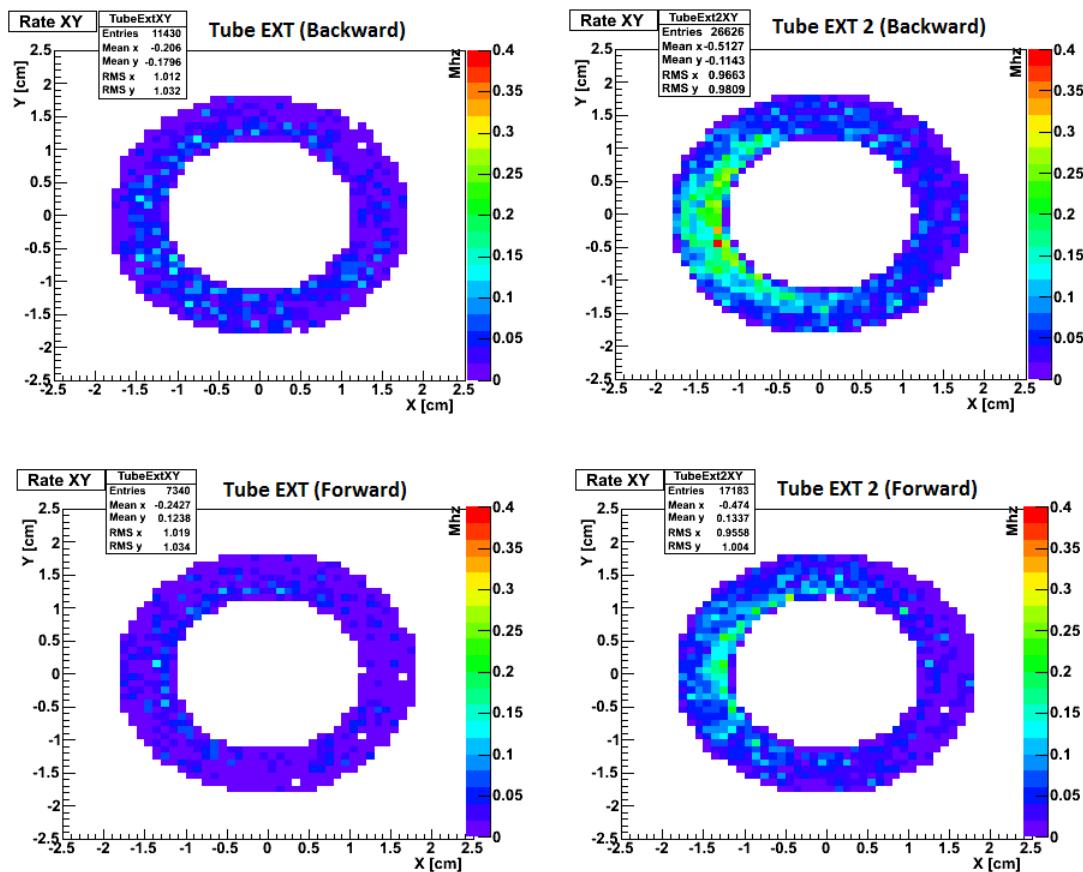 Rate XY
TubeExtXY
Entries 11430
Mean x -0.206
Mean y -0.1796
RMS x 1.012
RMS y 1.032
Tube EXT (Backward)
Mhz
Y [cm]
2.5
2
1.5
1
0.5
0
-0.5
-1
-1.5
-2
-2.5
-2.5 -2 -1.5 -1 -0.5 0 0.5 1 1.5 2 2.5
X [cm]
0.4
0.35
0.3
0.25
0.2
0.15
0.1
0.05
0
Rate XY
TubeExt2XY
Entries 26626
Mean x -0.5127
Mean y -0.1143
RMS x 0.9663
RMS y 0.9809
Tube EXT 2 (Backward)
Mhz
Y [cm]
2.5
2
1.5
1
0.5
0
-0.5
-1
-1.5
-2
-2.5
-2.5 -2 -1.5 -1 -0.5 0 0.5 1 1.5 2 2.5
X [cm]
0.4
0.35
0.3
0.25
0.2
0.15
0.1
0.05
0
Rate XY
TubeExtXY
Entries 7340
Mean x -0.2427
Mean y 0.1238
RMS x 1.019
RMS y 1.034
Tube EXT (Forward)
Mhz
Y [cm]
2.5
2
1.5
1
0.5
0
-0.5
-1
-1.5
-2
-2.5
-2.5 -2 -1.5 -1 -0.5 0 0.5 1 1.5 2 2.5
X [cm]
0.4
0.35
0.3
0.25
0.2
0.15
0.1
0.05
0
Rate XY
TubeExt2XY
Entries 17183
Mean x -0.474
Mean y 0.1337
RMS x 0.9558
RMS y 1.004
Tube EXT 2 (Forward)
Mhz
Y [cm]
2.5
2
1.5
1
0.5
0
-0.5
-1
-1.5
-2
-2.5
-2.5 -2 -1.5 -1 -0.5 0 0.5 1 1.5 2 2.5
X [cm]
0.4
0.35
0.3
0.25
0.2
0.15
0.1
0.05
0